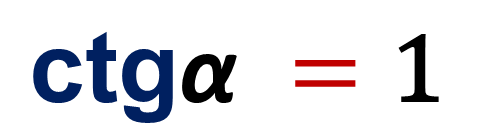 ctgα = 1